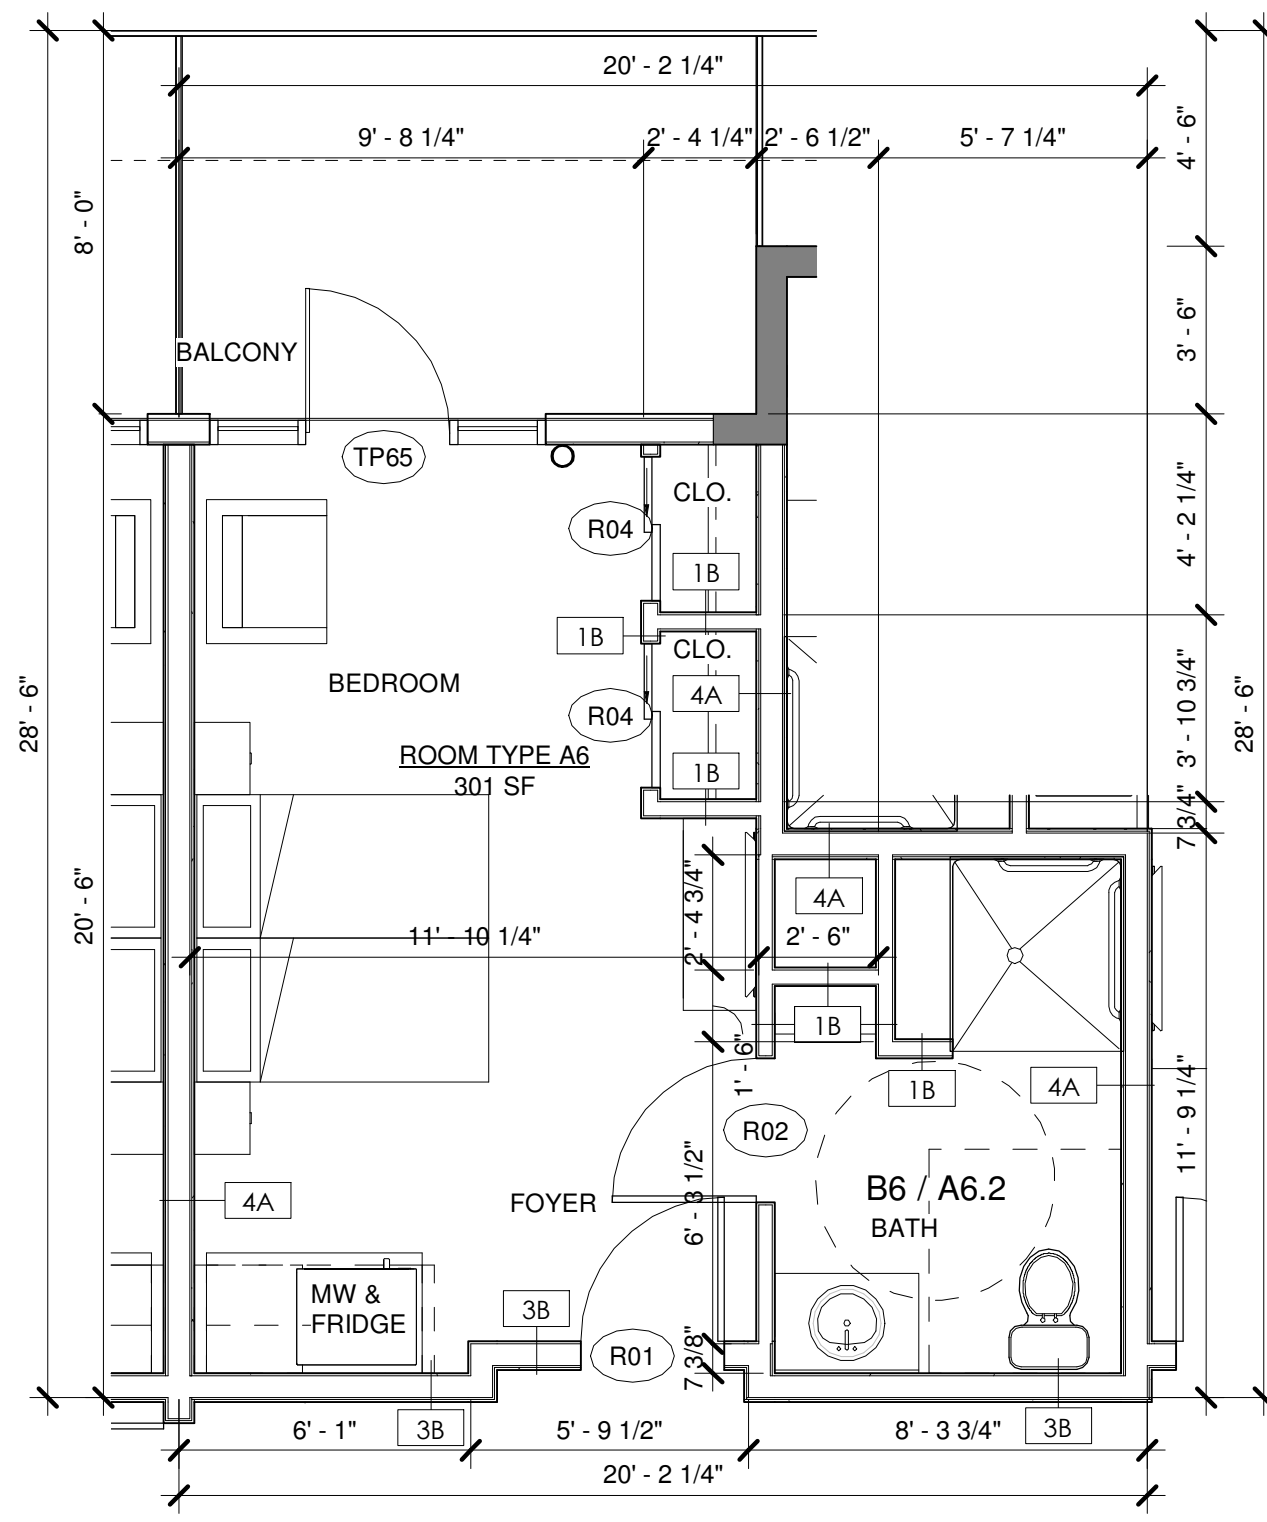 20' - 2 1/4"
9' - 8 1/4"
2' - 4 1/4"
2' - 6 1/2"
5' - 7 1/4"
4' - 6"
8' - 0"
3' - 6"
BALCONY
TP65
CLO.
R04
4' - 2 1/4"
1B
1B
CLO.
BEDROOM
4A
28' - 6"
R04
3' - 10 3/4"
28' - 6"
ROOM TYPE A6
301 SF
1B
7 3/4"
20' - 6"
2' - 4 3/4"
4A
11' - 10 1/4"
2' - 6"
1B
1' - 6"
1B
4A
11' - 9 1/4"
R02
6' - 3 1/2"
B6 / A6.2
BATH
4A
FOYER
MW &
FRIDGE
3B
R01
7 3/8"
3B
3B
6' - 1"
5' - 9 1/2"
8' - 3 3/4"
20' - 2 1/4"